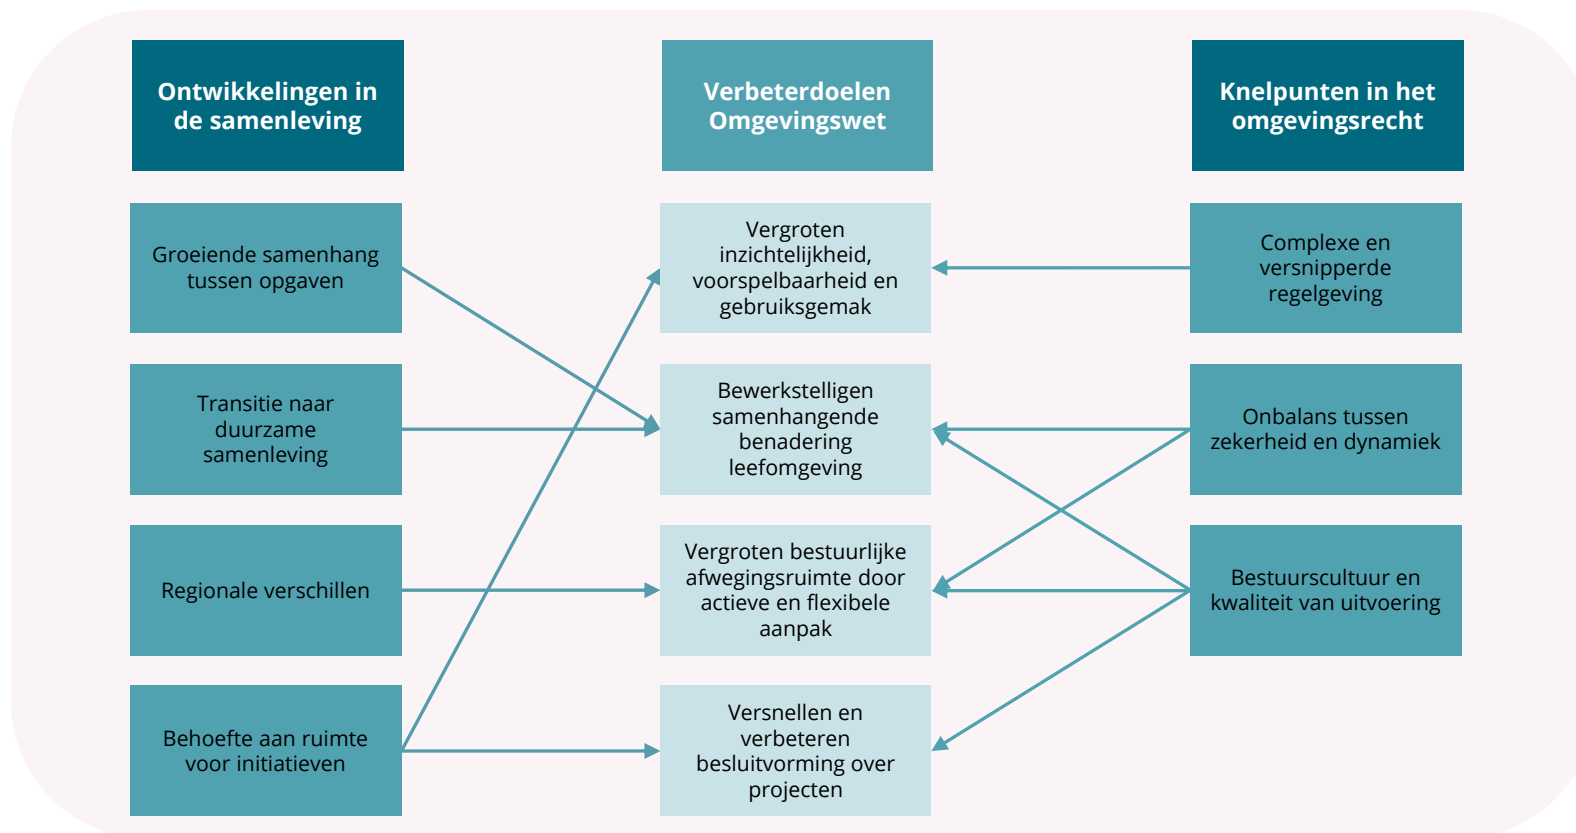 Ontwikkelingen in
de samenleving
Verbeterdoelen
Omgevingswet
Knelpunten in het
omgevingsrecht
Groeiende samenhang
tussen opgaven
Vergroten
inzichtelijkheid,
voorspelbaarheid en
gebruiksgemak
Complexe en
versnipperde
regelgeving
Transitie naar
duurzame
samenleving
Bewerkstelligen
samenhangende
benadering
leefomgeving
Onbalans tussen
zekerheid en dynamiek
Regionale verschillen
Vergroten bestuurlijke
afwegingsruimte door
actieve en flexibele
aanpak
Bestuurscultuur en
kwaliteit van uitvoering
Behoefte aan ruimte
voor initiatieven
Versnellen en
verbeteren
besluitvorming over
projecten